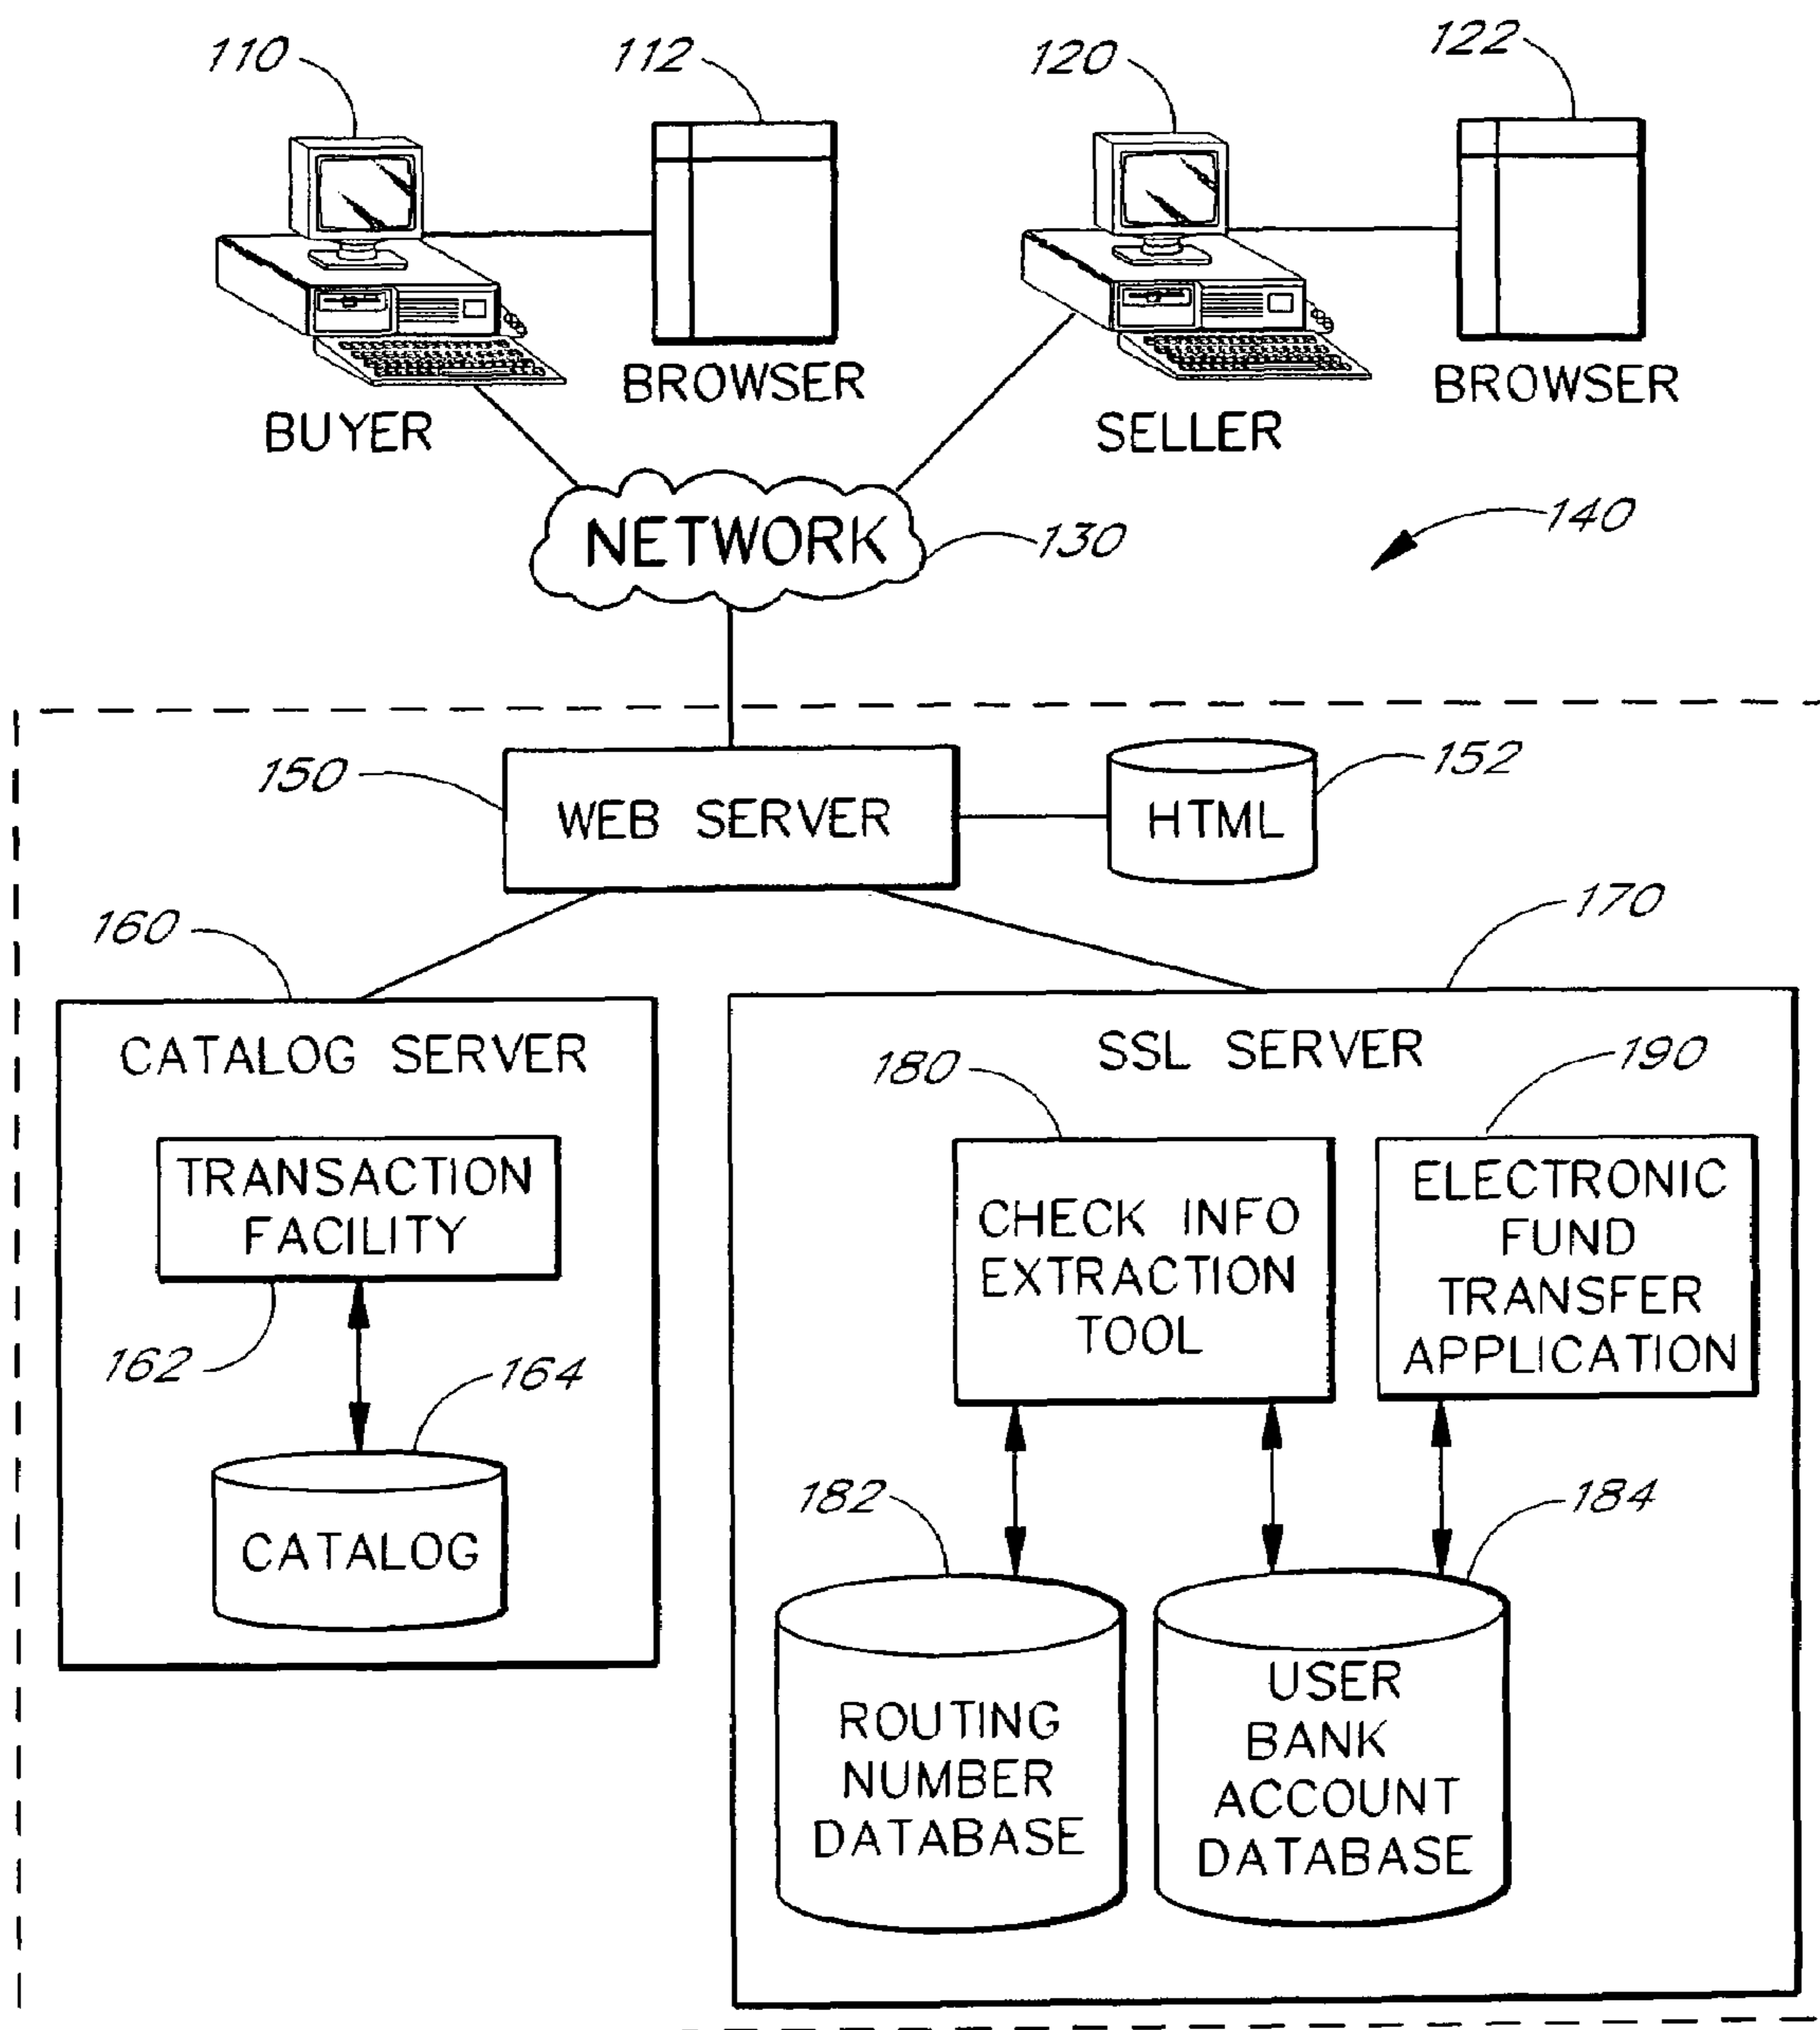 110
112
120
122
BUYER
BROWSER
SELLER
BROWSER
NETWORK
130
140
150
WEB SERVER
HTML
152
160
170
CATALOG SERVER
TRANSACTION
FACILITY
162
164
CATALOG
SSL SERVER
180
190
CHECK INFO
EXTRACTION
TOOL
ELECTRONIC
FUND
TRANSFER
APPLICATION
182
184
ROUTING
NUMBER
DATABASE
USER
BANK
ACCOUNT
DATABASE